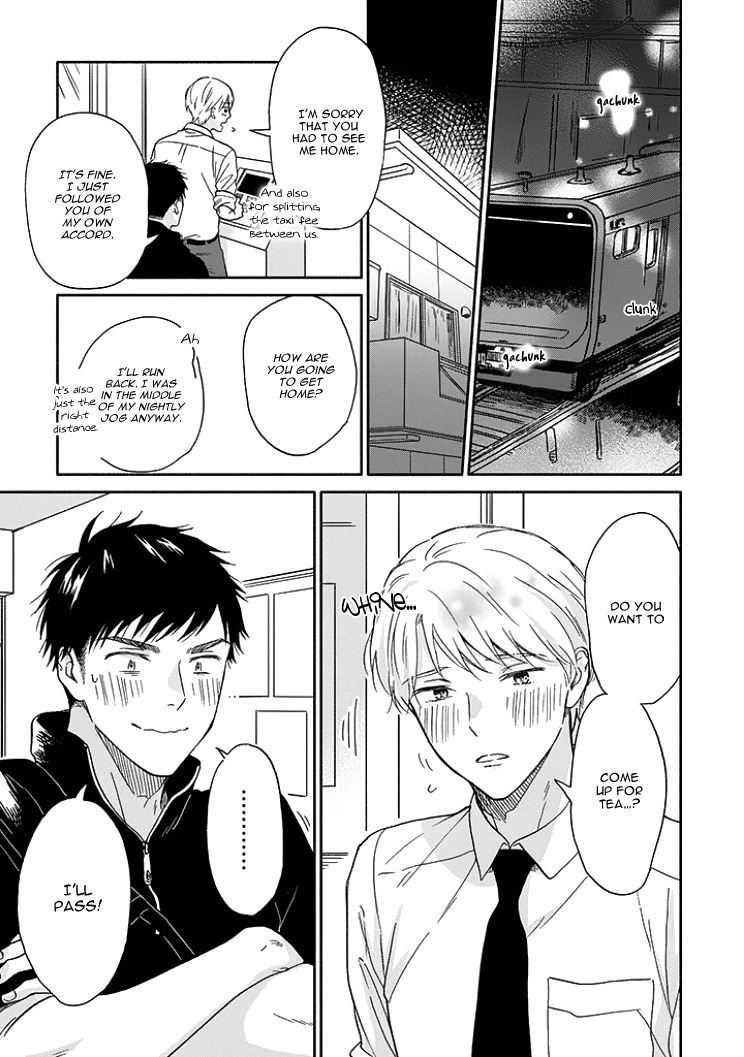 gachunk
clunk
gachunk
I'M SORRY
THAT YOU
HAD TO SEE
ME HOME.
And also
for splitting
the taxi fee
Between us.
IT'S FINE.
I JUST
FOLLOWED
YOU OF
MY OWN
ACCORD.
HOW ARE
YOU GOING
TO GET
HOME?
Ah
I'LL RUN
BACK. I WAS
IN THE MIDDLE
OF MY NIGHTLY
JOG ANYWAY.
It's also
just the
right
distance.
DO YOU
WANT TO
COME
UP FOR
TEA...?
WHINE...
.........
I'LL
PASS!